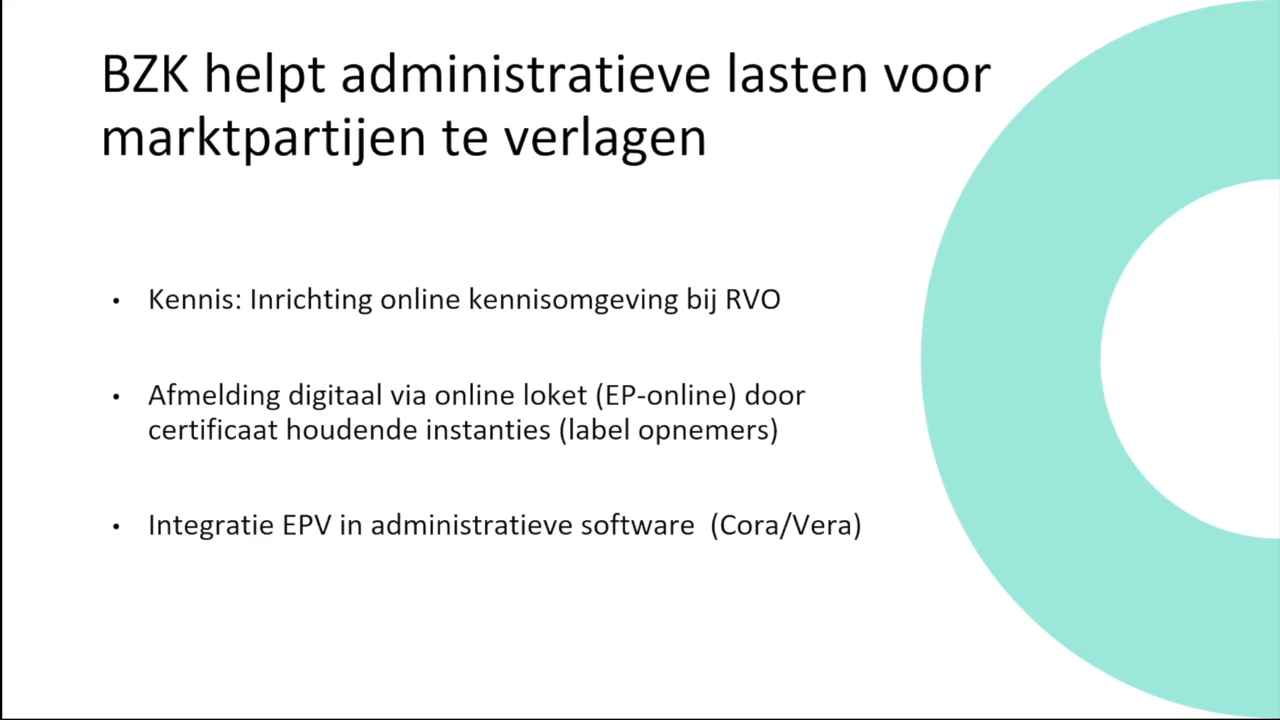 BZK helpt administratieve lasten voor
marktpartijen te verlagen
• Kennis: Inrichting online kennisomgeving bij RVO
• Afmelding digitaal via online loket (EP-online) door
certificaat houdende instanties (label opnemers)
• Integratie EPV in administratieve software (Cora/Vera)